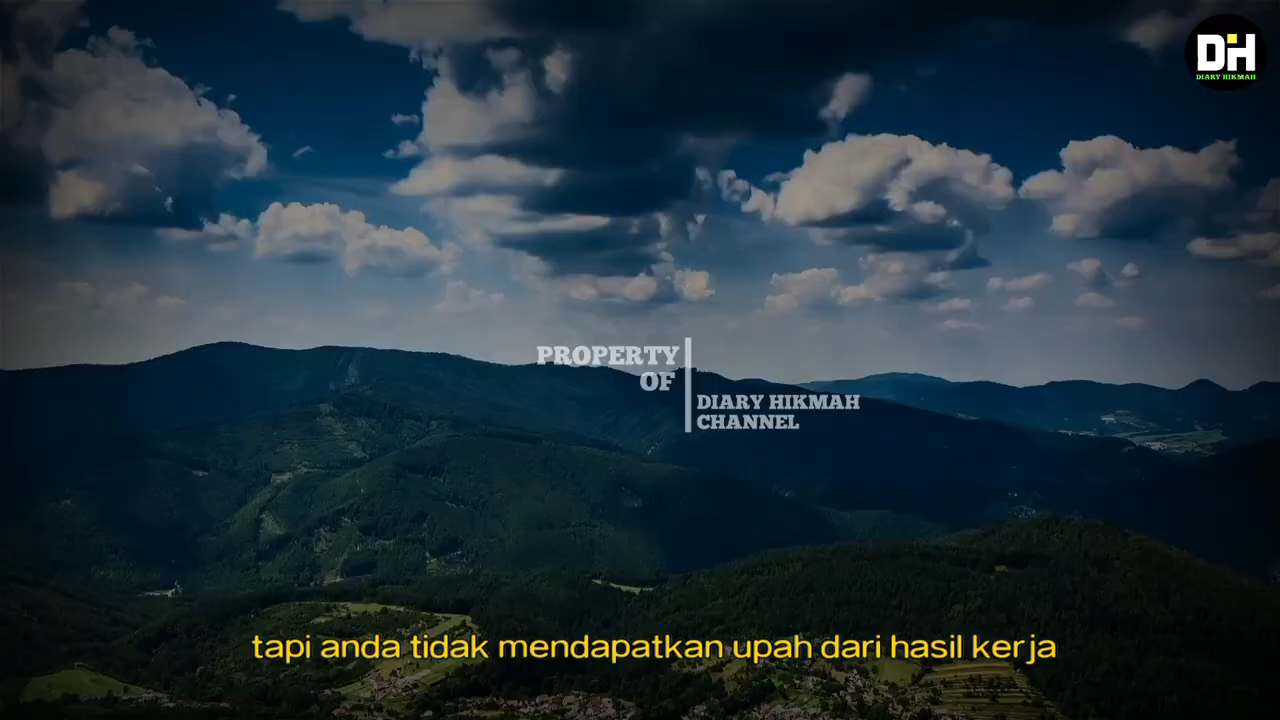 DH
DIARY HIKMAH
PROPERTY
OF
DIARY HIKMAH
CHANNEL
tapi anda tidak mendapatkan upah dari hasil kerja